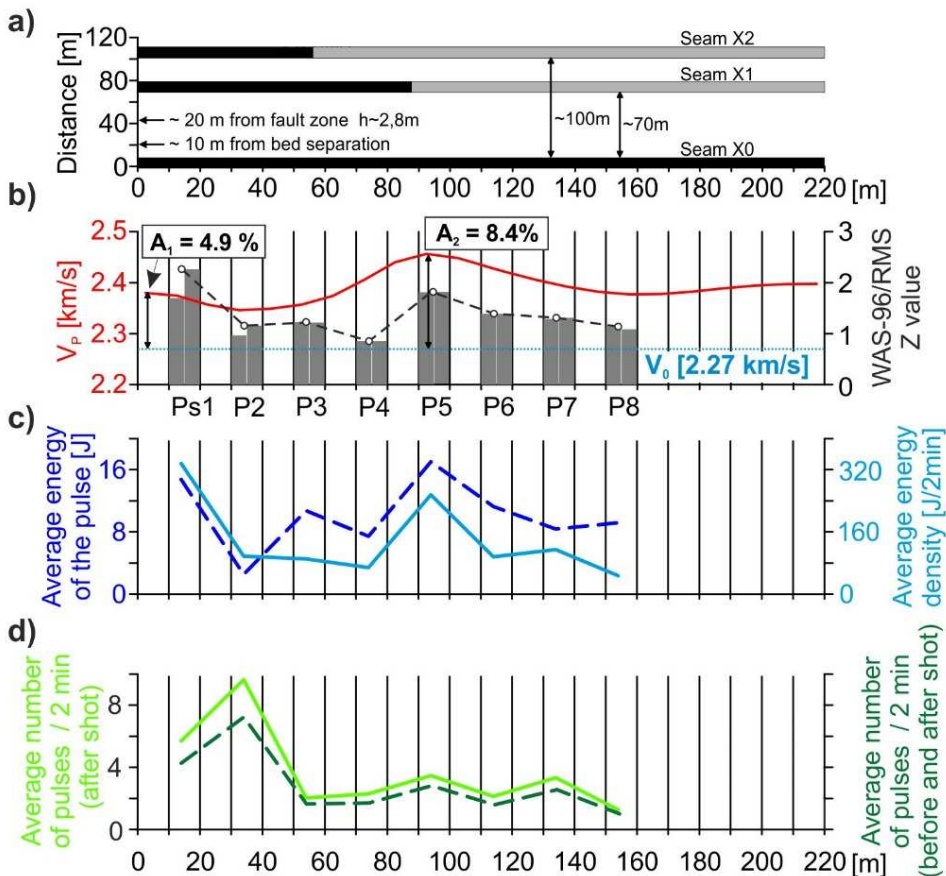 a)
Distance [m]
120
80
40
0
Seam X2
Seam X1
Seam X0
~ 20 m from fault zone h~2,8m
~ 10 m from bed separation
~100m
~70m
0 20 40 60 80 100 120 140 160 180 200 220 [m]
b)
V_P [km/s]
2.5
2.4
2.3
2.2
A₁ = 4.9 %
A₂ = 8.4%
V₀ [2.27 km/s]
3
2
1
0
WAS-96/RMS
Z value
Ps1 P2 P3 P4 P5 P6 P7 P8
c)
Average energy
of the pulse [J]
16
8
0
320
160
0
Average energy
density [J/2min]
d)
Average number
of pulses / 2 min
(after shot)
8
4
0
Average number
of pulses / 2 min
(before and after shot)
0 20 40 60 80 100 120 140 160 180 200 220 [m]